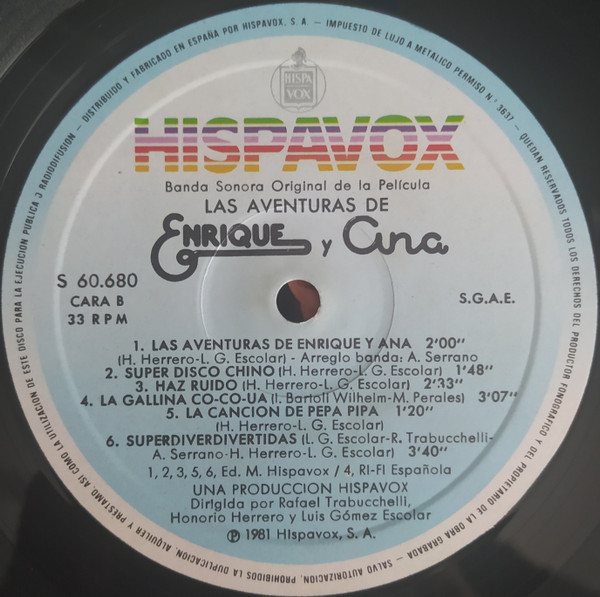 DISTRIBUIDO Y FABRICADO EN ESPAÑA POR HISPAVOX, S. A. – IMPUESTO DE LUJO A METALICO PERMISO N.º 3637 – QUEDAN RESERVADOS TODOS LOS DERECHOS DEL PRODUCTOR FONOGRAFICO Y DEL PROPIETARIO DE LA OBRA GRABADA – SALVO AUTORIZACION, PROHIBIDOS LA DUPLICACION, ALQUILER Y PRÉSTAMO ASI COMO LA UTILIZACION DE ESTE DISCO PARA LA EJECUCION PUBLICA Y RADIODIFUSION –
HISPA
VOX
HISPAVOX
Banda Sonora Original de la Película
LAS AVENTURAS DE
ENRIQUE y ana
S 60.680
CARA B
33 RPM
S.G.A.E.
1. LAS AVENTURAS DE ENRIQUE Y ANA 2'00"
(H. Herrero-L. G. Escolar) - Arreglo banda: A. Serrano
2. SUPER DISCO CHINO (H. Herrero-L. G. Escolar) 1'48"
3. HAZ RUIDO (H. Herrero-L. G. Escolar) 2'33"
4. LA GALLINA CO-CO-UA (I. Bartoll Wilhelm-M. Perales) 3'07"
5. LA CANCION DE PEPA PIPA 1'20"
(H. Herrero-L. G. Escolar)
6. SUPERDIVERDIVERTIDAS (L. G. Escolar-R. Trabucchelli-
A. Serrano-H. Herrero-L. G. Escolar) 3'40"
1, 2, 3, 5, 6, Ed. M. Hispavox / 4, RI-FI Española
UNA PRODUCCION HISPAVOX
Dirigida por Rafael Trabucchelli,
Honorio Herrero y Luis Gómez Escolar
℗ 1981 Hispavox, S. A.